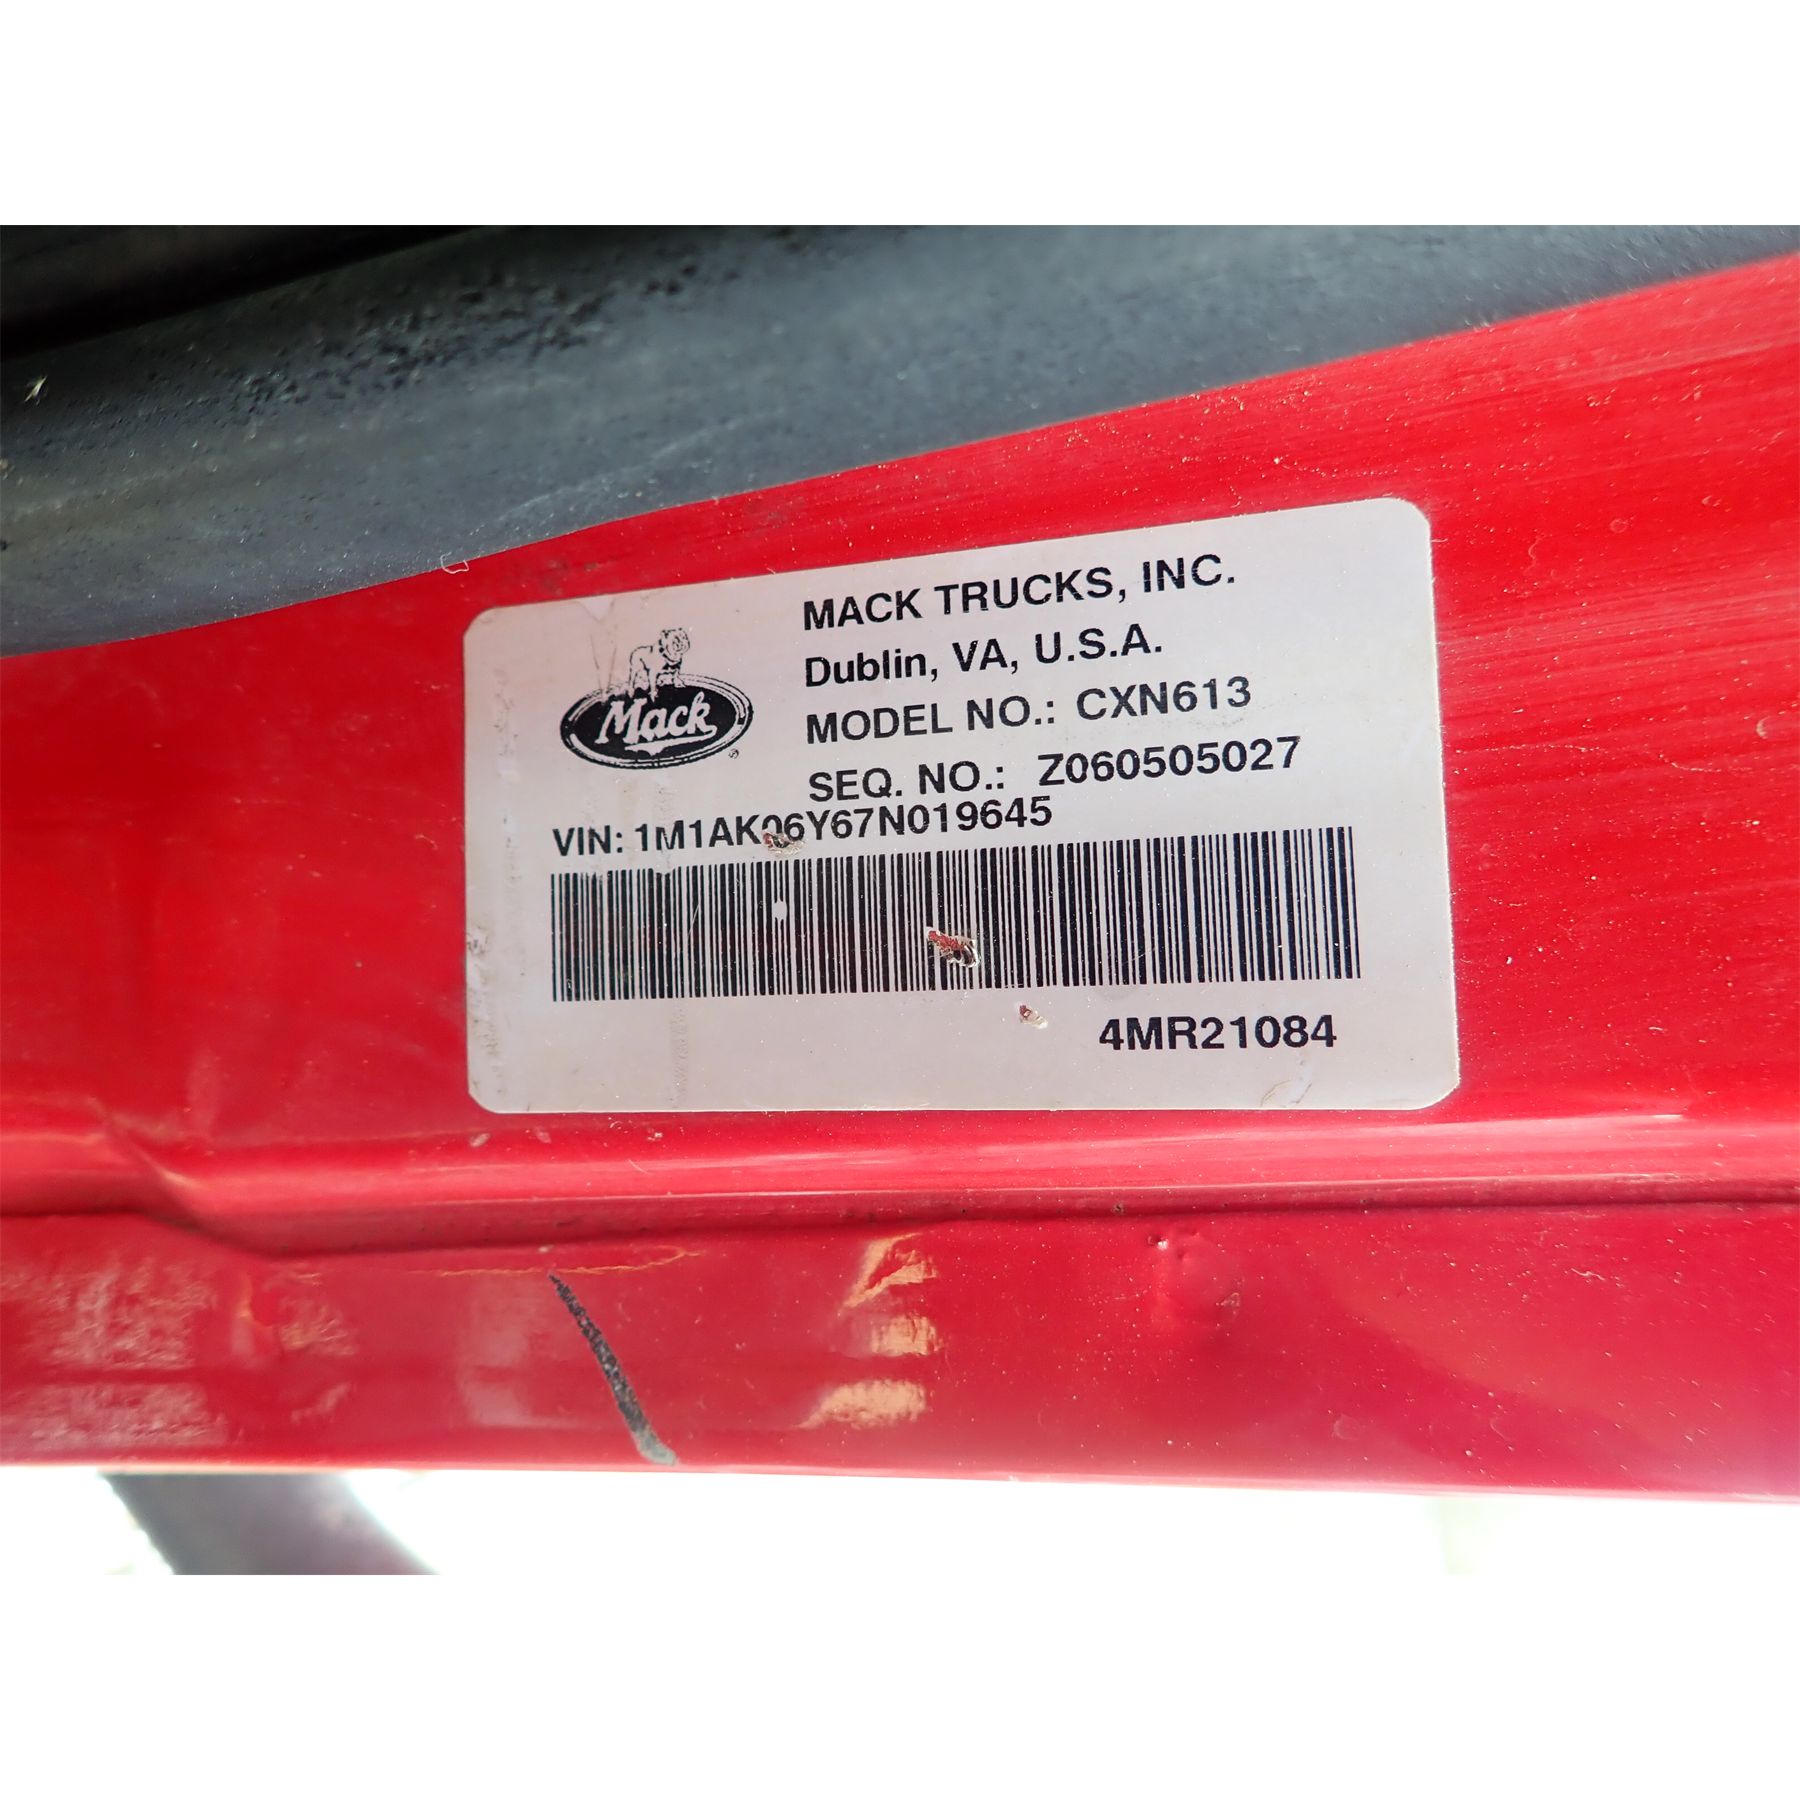 MACK TRUCKS, INC.
Dublin, VA, U.S.A.
Mack
MODEL NO.: CXN613
SEQ. NO.: Z060505027
VIN: 1M1AK06Y67N019645
4MR21084